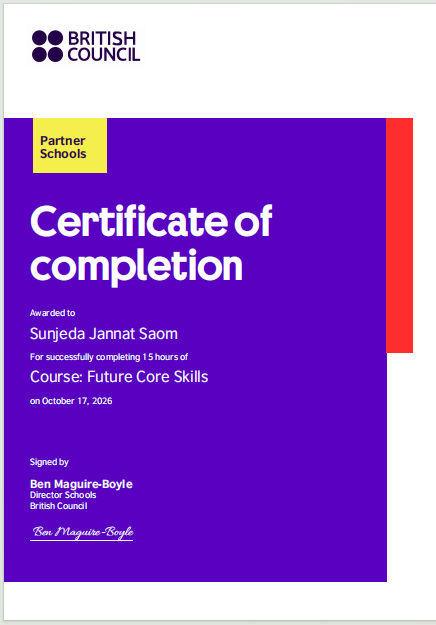 BRITISH
COUNCIL
Partner
Schools
Certificate of
completion
Awarded to
Sunjeda Jannat Saom
For successfully completing 15 hours of
Course: Future Core Skills
on October 17, 2026
Signed by
Ben Maguire-Boyle
Director Schools
British Council
Ben Maguire-Boyle